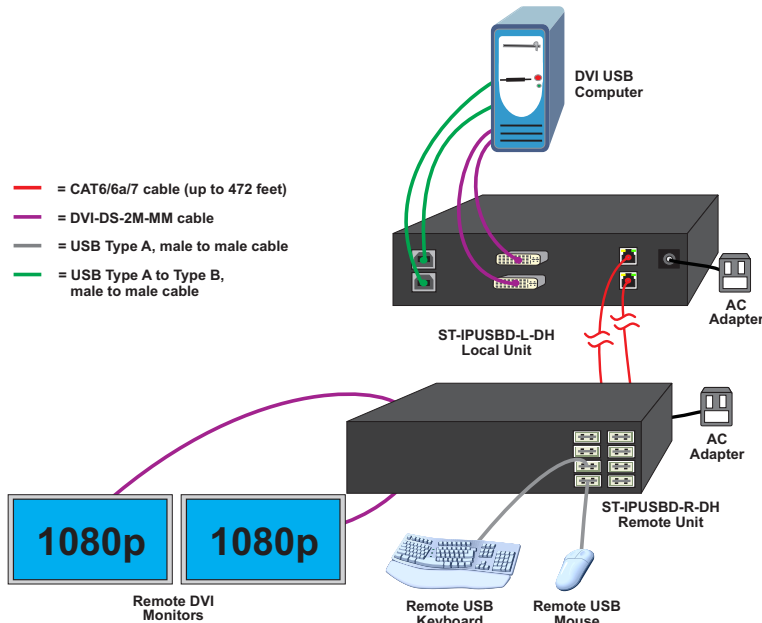 DVI USB
Computer
= CAT6/6a/7 cable (up to 472 feet)
= DVI-DS-2M-MM cable
= USB Type A, male to male cable
= USB Type A to Type B,
male to male cable
AC
Adapter
ST-IPUSBD-L-DH
Local Unit
AC
Adapter
ST-IPUSBD-R-DH
Remote Unit
1080p
1080p
Remote DVI
Monitors
Remote USB
Keyboard
Remote USB
Mouse